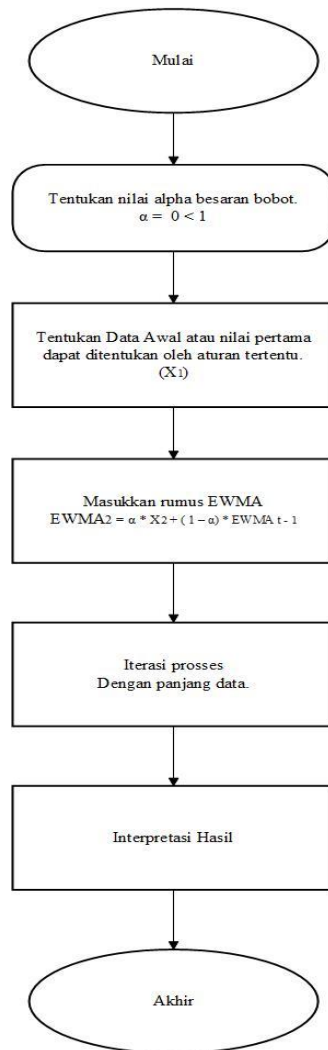 Mulai
Tentukan nilai alpha besaran bobot.
α = 0 < 1
Tentukan Data Awal atau nilai pertama
dapat ditentukan oleh aturan tertentu.
(X1)
Masukkan rumus EWMA
EWMA2 = α * X2 + ( 1 – α) * EWMA t - 1
Iterasi prosses
Dengan panjang data.
Interpretasi Hasil
Akhir